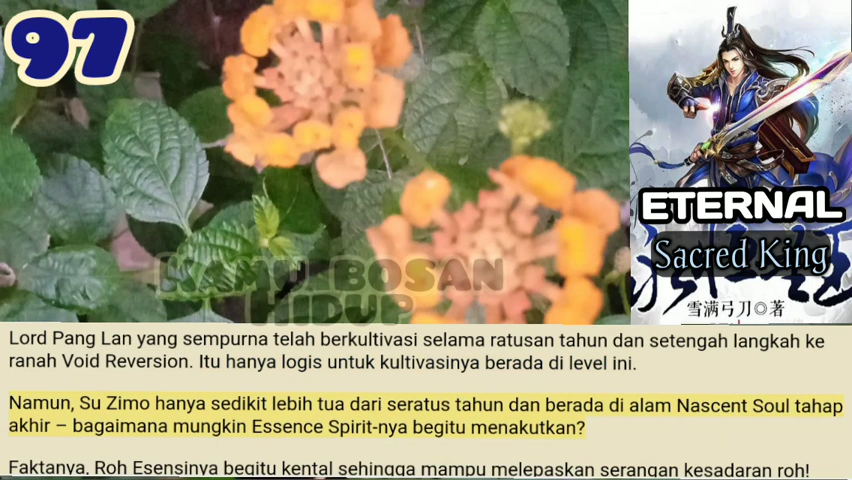 97
KAMU BOSAN
HIDUP
ETERNAL
Sacred King
雪满弓刀◎著
Lord Pang Lan yang sempurna telah berkultivasi selama ratusan tahun dan setengah langkah ke
ranah Void Reversion. Itu hanya logis untuk kultivasinya berada di level ini.
Namun, Su Zimo hanya sedikit lebih tua dari seratus tahun dan berada di alam Nascent Soul tahap
akhir – bagaimana mungkin Essence Spirit-nya begitu menakutkan?
Faktanya, Roh Esensinya begitu kental sehingga mampu melepaskan serangan kesadaran roh!